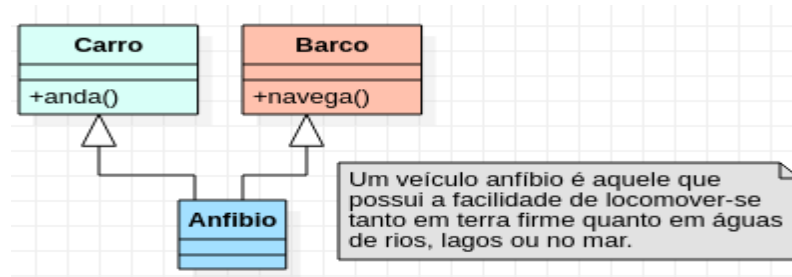 Carro
+anda()
Barco
+navega()
Anfibio
Um veículo anfíbio é aquele que
possui a facilidade de locomover-se
tanto em terra firme quanto em águas
de rios, lagos ou no mar.